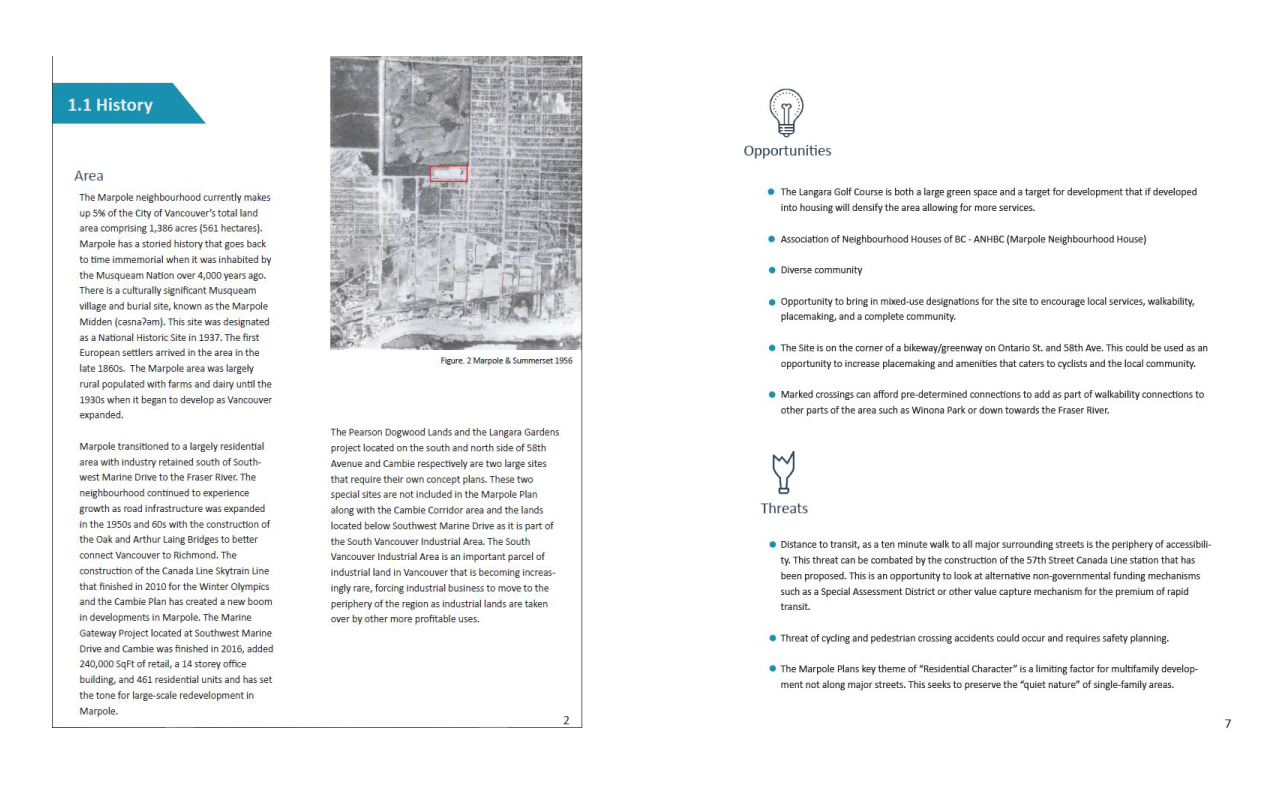 1.1 History
Area
The Marpole neighbourhood currently makes
up 5% of the City of Vancouver's total land
area comprising 1,386 acres (561 hectares).
Marpole has a storied history that goes back
to time immemorial when it was inhabited by
the Musqueam Nation over 4,000 years ago.
There is a culturally significant Musqueam
village and burial site, known as the Marpole
Midden (casnaʔəm). This site was designated
as a National Historic Site in 1937. The first
European settlers arrived in the area in the
late 1860s.  The Marpole area was largely
rural populated with farms and dairy until the
1930s when it began to develop as Vancouver
expanded.
Marpole transitioned to a largely residential
area with industry retained south of South-
west Marine Drive to the Fraser River. The
neighbourhood continued to experience
growth as road infrastructure was expanded
in the 1950s and 60s with the construction of
the Oak and Arthur Laing Bridges to better
connect Vancouver to Richmond. The
construction of the Canada Line Skytrain Line
that finished in 2010 for the Winter Olympics
and the Cambie Plan has created a new boom
in developments in Marpole. The Marine
Gateway Project located at Southwest Marine
Drive and Cambie was finished in 2016, added
240,000 SqFt of retail, a 14 storey office
building, and 461 residential units and has set
the tone for large-scale redevelopment in
Marpole.
Figure. 2 Marpole & Summerset 1956
The Pearson Dogwood Lands and the Langara Gardens
project located on the south and north side of 58th
Avenue and Cambie respectively are two large sites
that require their own concept plans. These two
special sites are not included in the Marpole Plan
along with the Cambie Corridor area and the lands
located below Southwest Marine Drive as it is part of
the South Vancouver Industrial Area. The South
Vancouver Industrial Area is an important parcel of
industrial land in Vancouver that is becoming increas-
ingly rare, forcing industrial business to move to the
periphery of the region as industrial lands are taken
over by other more profitable uses.
2
Opportunities
The Langara Golf Course is both a large green space and a target for development that if developed
into housing will densify the area allowing for more services.
Association of Neighbourhood Houses of BC - ANHBC (Marpole Neighbourhood House)
Diverse community
Opportunity to bring in mixed-use designations for the site to encourage local services, walkability,
placemaking, and a complete community.
The Site is on the corner of a bikeway/greenway on Ontario St. and 58th Ave. This could be used as an
opportunity to increase placemaking and amenities that caters to cyclists and the local community.
Marked crossings can afford pre-determined connections to add as part of walkability connections to
other parts of the area such as Winona Park or down towards the Fraser River.
Threats
Distance to transit, as a ten minute walk to all major surrounding streets is the periphery of accessibili-
ty. This threat can be combated by the construction of the 57th Street Canada Line station that has
been proposed. This is an opportunity to look at alternative non-governmental funding mechanisms
such as a Special Assessment District or other value capture mechanism for the premium of rapid
transit.
Threat of cycling and pedestrian crossing accidents could occur and requires safety planning.
The Marpole Plans key theme of “Residential Character” is a limiting factor for multifamily develop-
ment not along major streets. This seeks to preserve the “quiet nature” of single-family areas.
7